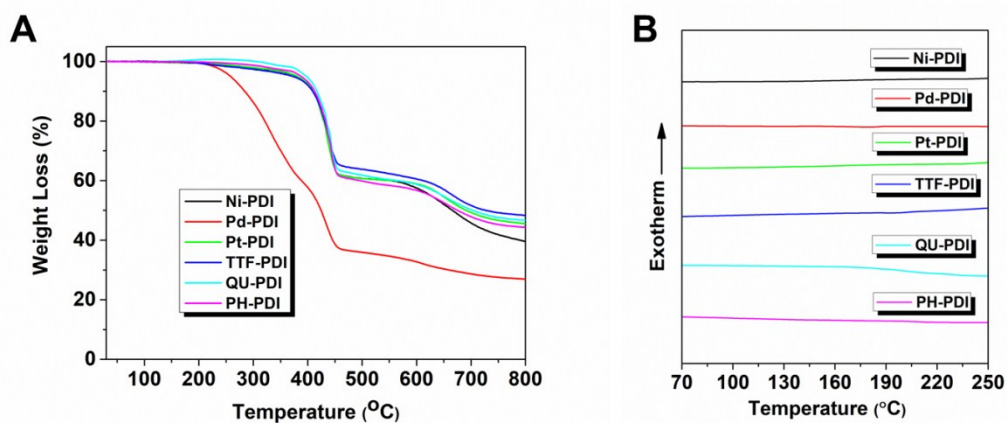 A
Weight Loss (%)
100
80
60
40
20
0
Ni-PDI
Pd-PDI
Pt-PDI
TTF-PDI
QU-PDI
PH-PDI
100 200 300 400 500 600 700 800
Temperature (OC)
B
Exotherm
Ni-PDI
Pd-PDI
Pt-PDI
TTF-PDI
QU-PDI
PH-PDI
70 100 130 160 190 220 250
Temperature (°C)